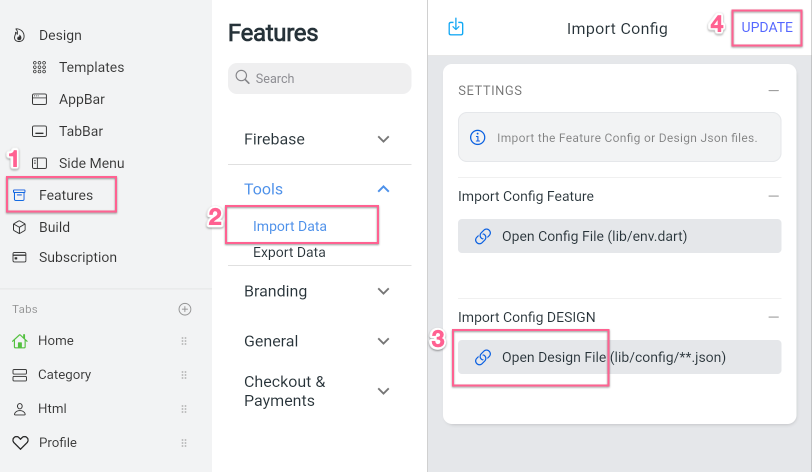 Design
Templates
AppBar
TabBar
Side Menu
1
Features
Build
Subscription
Tabs
Home
Category
Html
Profile
Features
Search
Firebase
Tools
2
Import Data
Export Data
Branding
General
Checkout &
Payments
Import Config
4
UPDATE
SETTINGS
Import the Feature Config or Design Json files.
Import Config Feature
Open Config File (lib/env.dart)
Import Config DESIGN
3
Open Design File (lib/config/**.json)